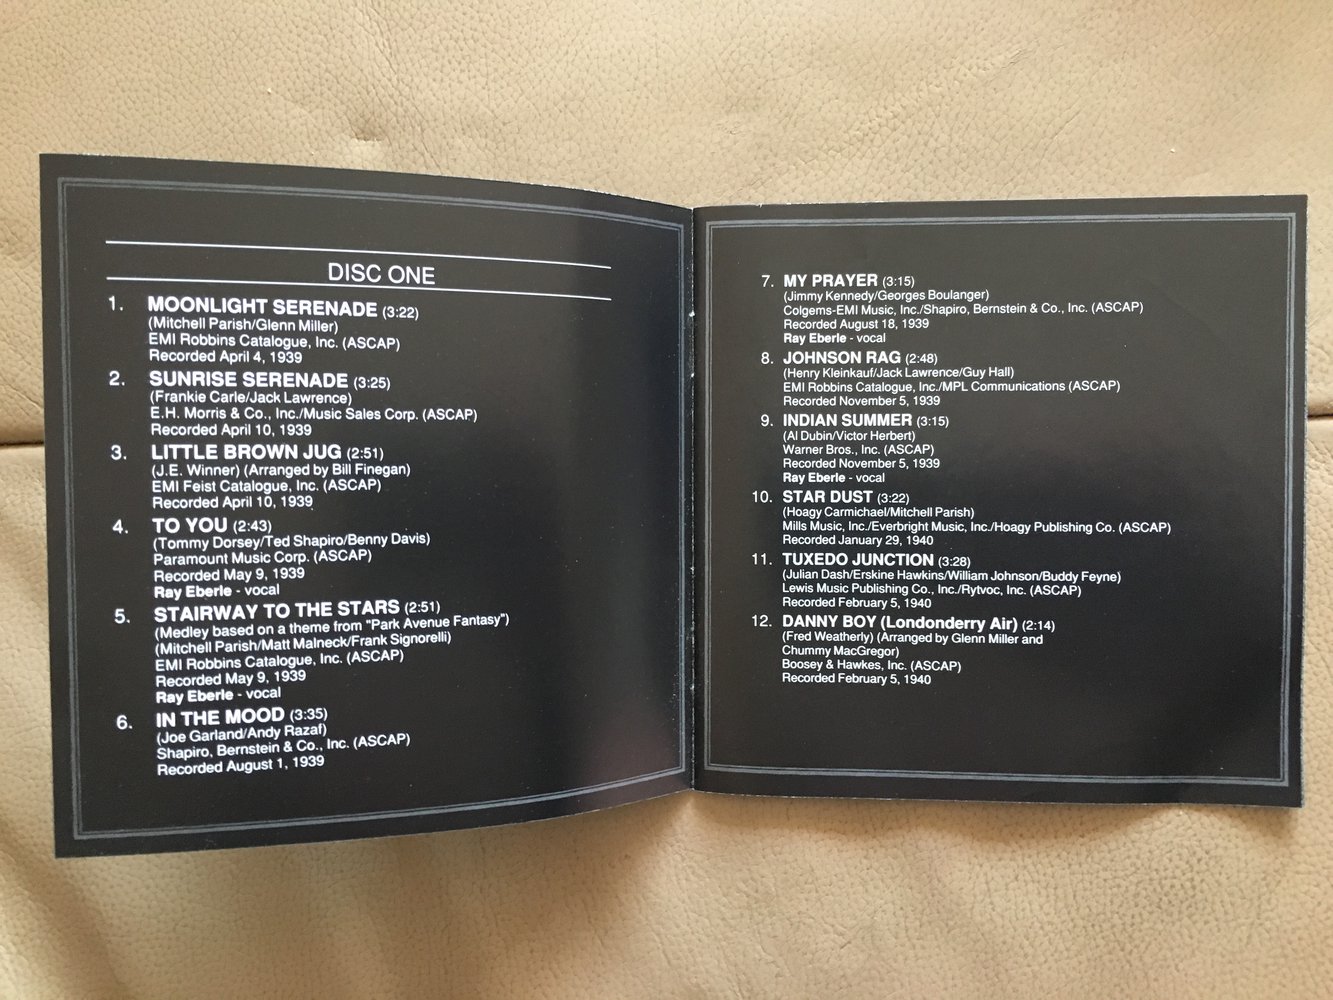 DISC ONE
1. MOONLIGHT SERENADE (3:22)
(Mitchell Parish/Glenn Miller)
EMI Robbins Catalogue, Inc. (ASCAP)
Recorded April 4, 1939
2. SUNRISE SERENADE (3:25)
(Frankie Carle/Jack Lawrence)
E.H. Morris & Co., Inc./Music Sales Corp. (ASCAP)
Recorded April 10, 1939
3. LITTLE BROWN JUG (2:51)
(J.E. Winner) (Arranged by Bill Finegan)
EMI Feist Catalogue, Inc. (ASCAP)
Recorded April 10, 1939
4. TO YOU (2:43)
(Tommy Dorsey/Ted Shapiro/Benny Davis)
Paramount Music Corp. (ASCAP)
Recorded May 9, 1939
Ray Eberle - vocal
5. STAIRWAY TO THE STARS (2:51)
(Medley based on a theme from "Park Avenue Fantasy")
(Mitchell Parish/Matt Malneck/Frank Signorelli)
EMI Robbins Catalogue, Inc. (ASCAP)
Recorded May 9, 1939
Ray Eberle - vocal
6. IN THE MOOD (3:35)
(Joe Garland/Andy Razaf)
Shapiro, Bernstein & Co., Inc. (ASCAP)
Recorded August 1, 1939
7. MY PRAYER (3:15)
(Jimmy Kennedy/Georges Boulanger)
Colgems-EMI Music, Inc./Shapiro, Bernstein & Co., Inc. (ASCAP)
Recorded August 18, 1939
Ray Eberle - vocal
8. JOHNSON RAG (2:48)
(Henry Kleinkauf/Jack Lawrence/Guy Hall)
EMI Robbins Catalogue, Inc./MPL Communications (ASCAP)
Recorded November 5, 1939
9. INDIAN SUMMER (3:15)
(Al Dubin/Victor Herbert)
Warner Bros., Inc. (ASCAP)
Recorded November 5, 1939
Ray Eberle - vocal
10. STAR DUST (3:22)
(Hoagy Carmichael/Mitchell Parish)
Mills Music, Inc./Everbright Music, Inc./Hoagy Publishing Co. (ASCAP)
Recorded January 29, 1940
11. TUXEDO JUNCTION (3:28)
(Julian Dash/Erskine Hawkins/William Johnson/Buddy Feyne)
Lewis Music Publishing Co., Inc./Rytvoc, Inc. (ASCAP)
Recorded February 5, 1940
12. DANNY BOY (Londonderry Air) (2:14)
(Fred Weatherly) (Arranged by Glenn Miller and
Chummy MacGregor)
Boosey & Hawkes, Inc. (ASCAP)
Recorded February 5, 1940